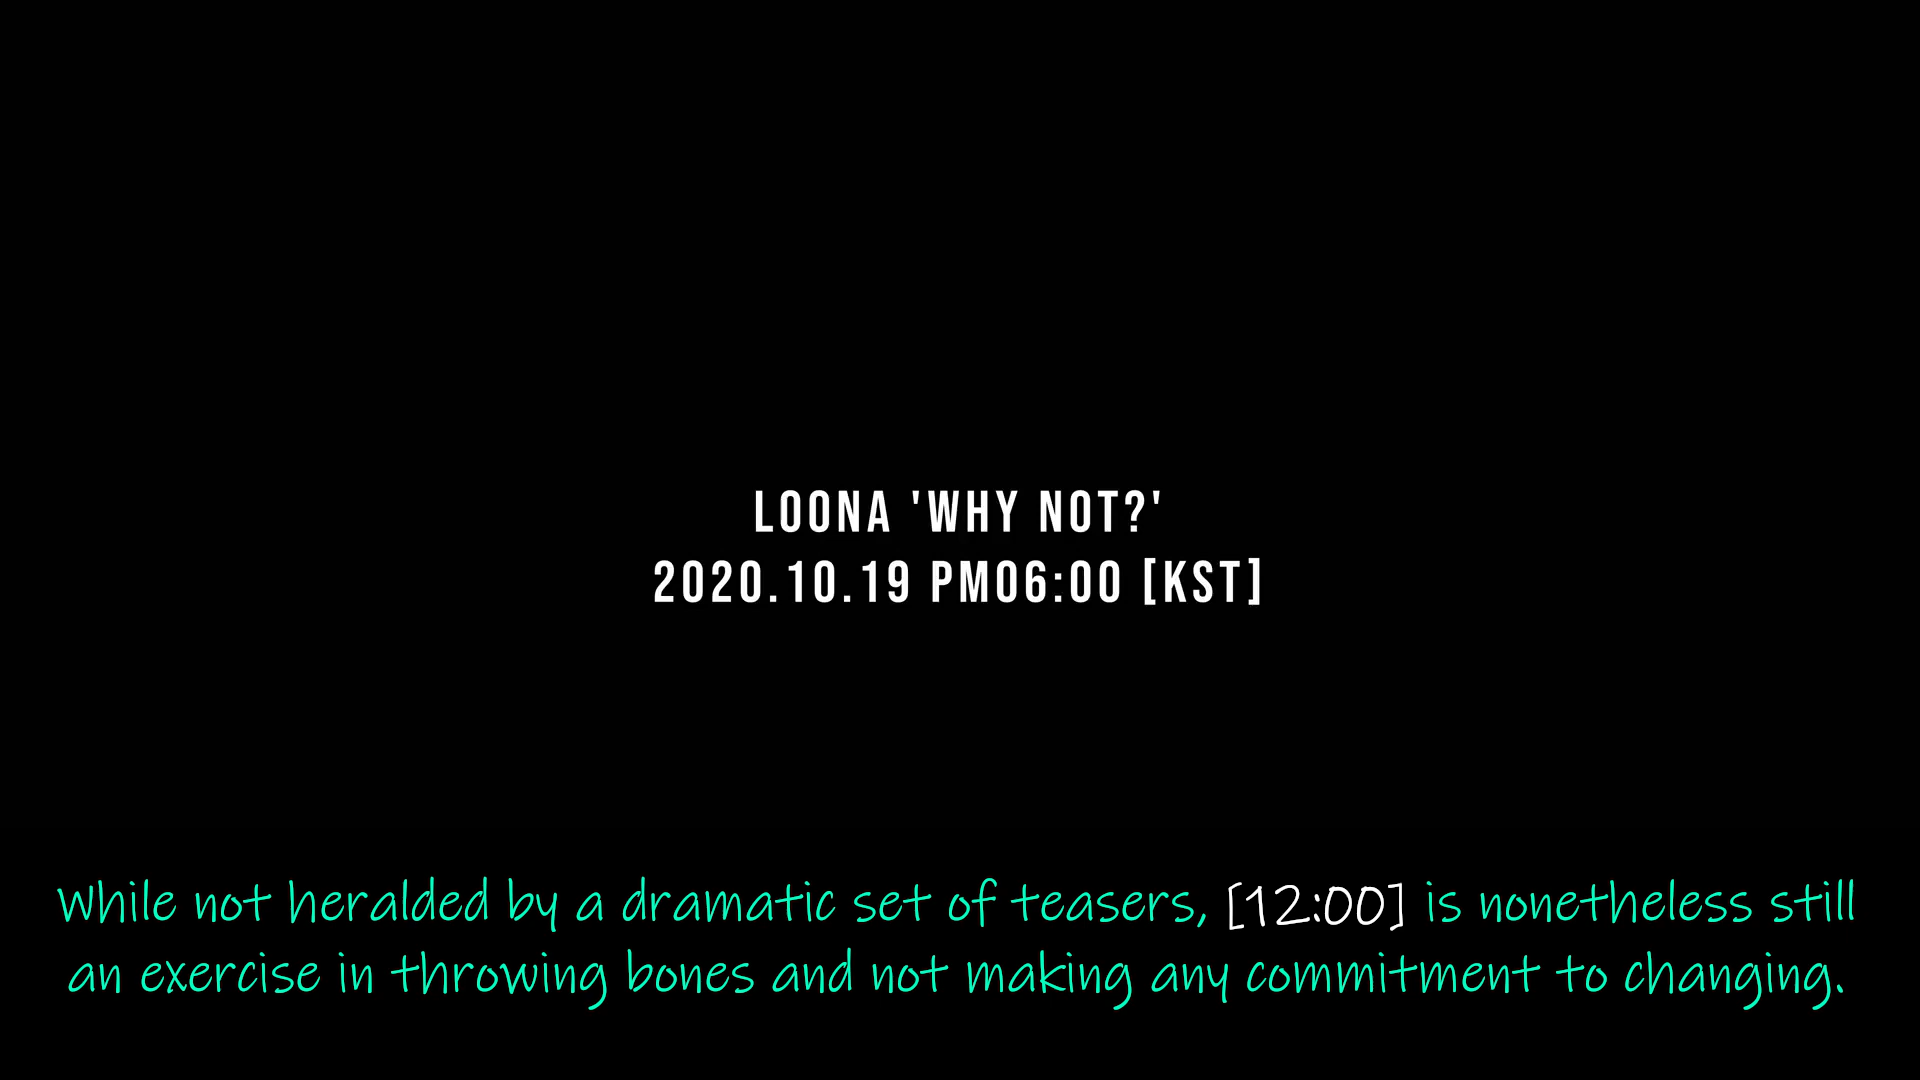 LOONA 'WHY NOT?'
2020.10.19 PM06:00 [KST]
While not heralded by a dramatic set of teasers, [12:00] is nonetheless still
an exercise in throwing bones and not making any commitment to changing.